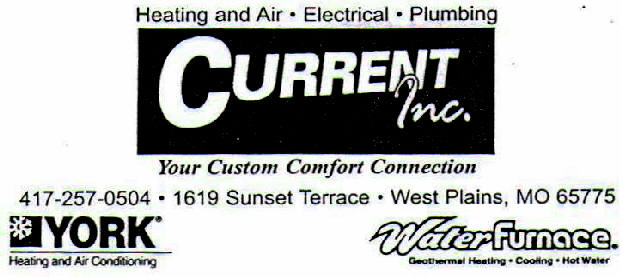 Heating and Air • Electrical • Plumbing
CURRENT
Inc.
Your Custom Comfort Connection
417-257-0504 • 1619 Sunset Terrace • West Plains, MO 65775
YORK®
Heating and Air Conditioning
WaterFurnace®
Geothermal Heating • Cooling • Hot Water